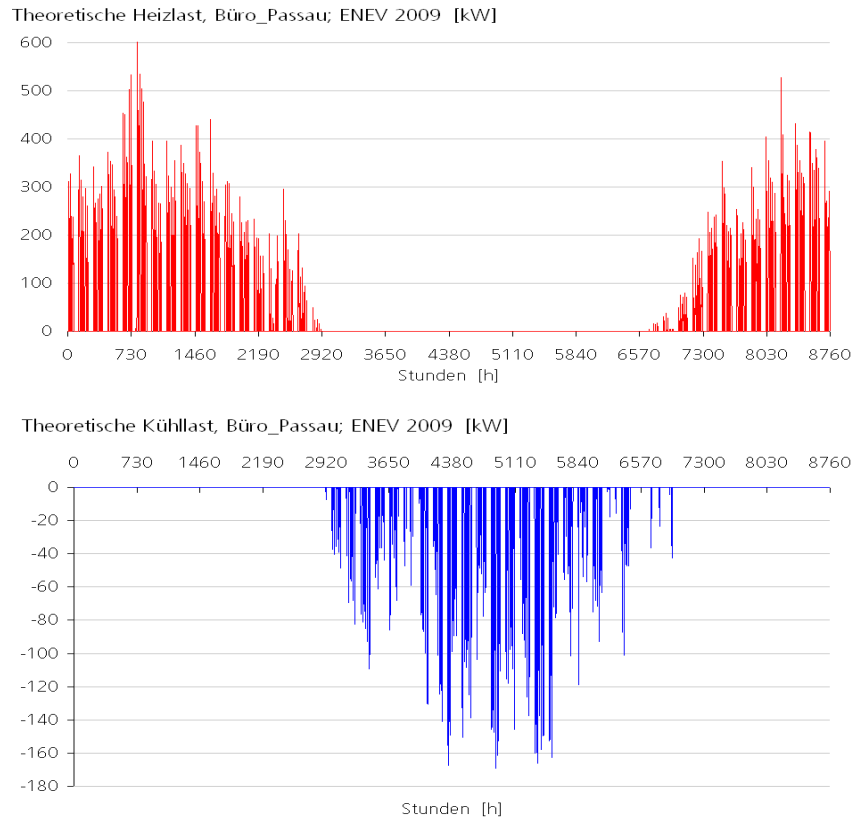 Theoretische Heizlast, Büro_Passau; ENEV 2009 [kW]
600
500
400
300
200
100
0
0 730 1460 2190 2920 3650 4380 5110 5840 6570 7300 8030 8760
Stunden [h]
Theoretische Kühllast, Büro_Passau; ENEV 2009 [kW]
0 730 1460 2190 2920 3650 4380 5110 5840 6570 7300 8030 8760
0
-20
-40
-60
-80
-100
-120
-140
-160
-180
Stunden [h]